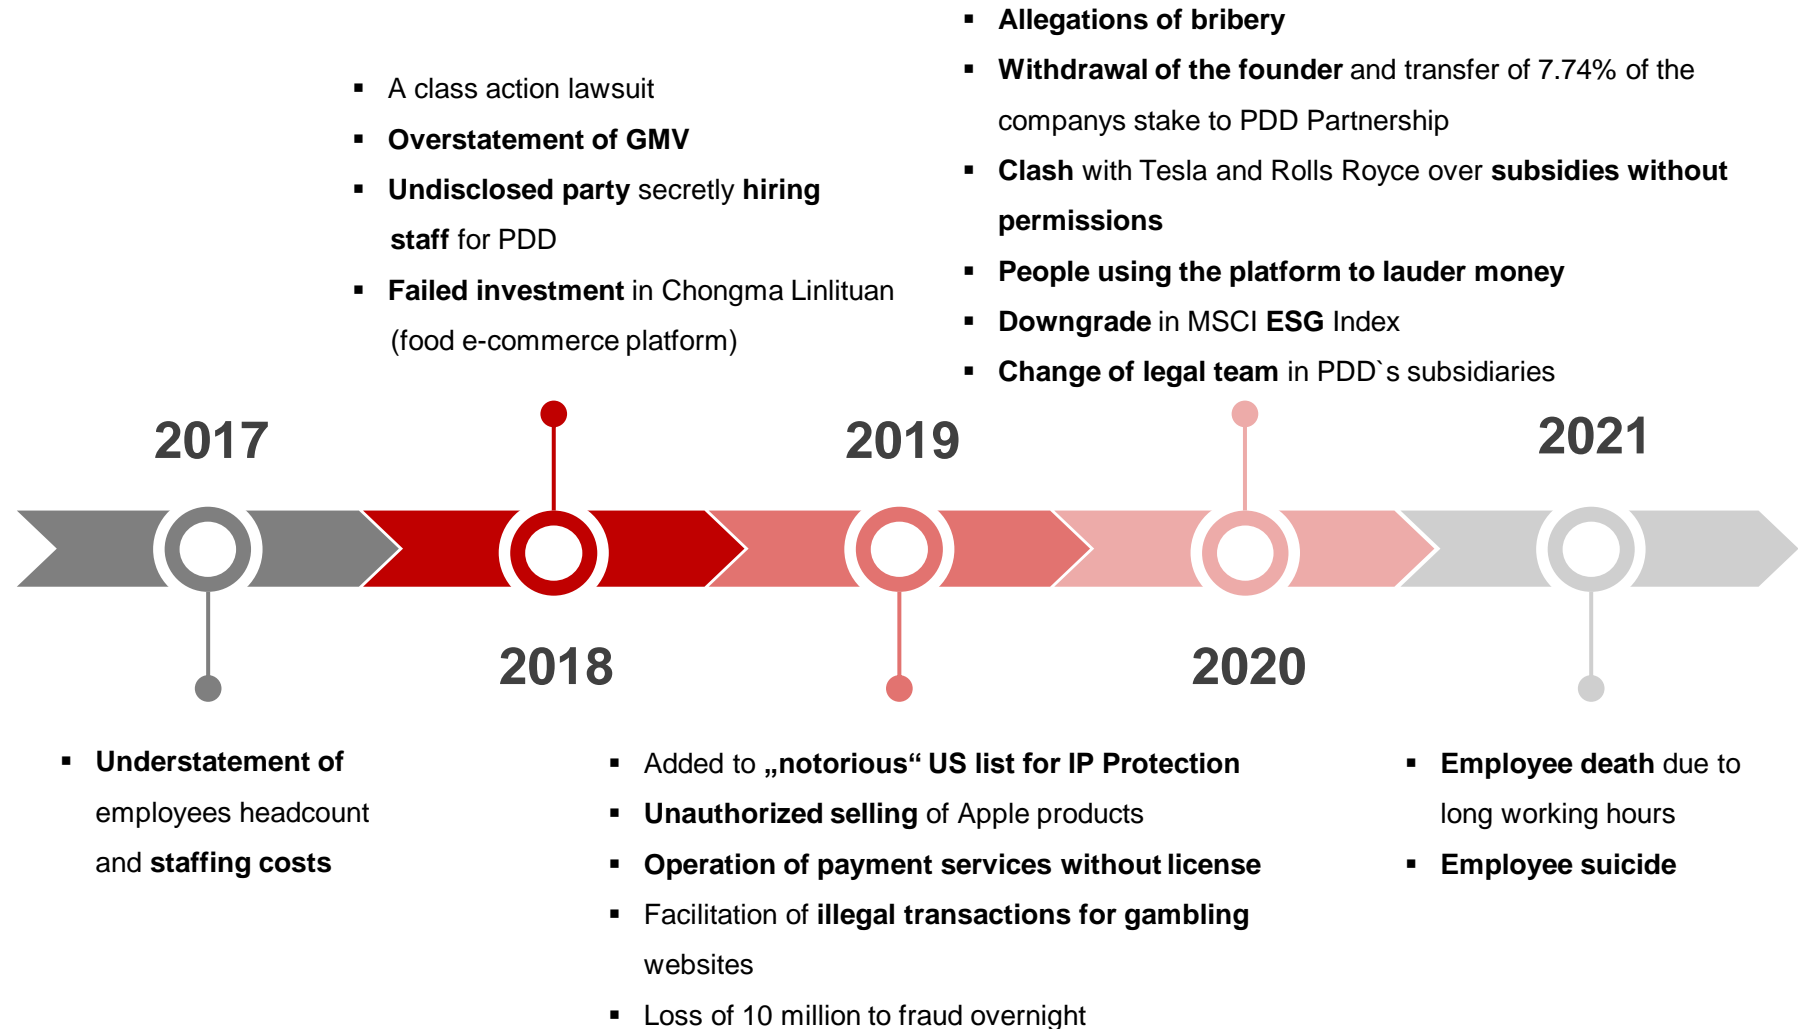 ▪ A class action lawsuit
▪ Overstatement of GMV
▪ Undisclosed party secretly hiring
staff for PDD
▪ Failed investment in Chongma Linlituan
(food e-commerce platform)
▪ Allegations of bribery
▪ Withdrawal of the founder and transfer of 7.74% of the
companys stake to PDD Partnership
▪ Clash with Tesla and Rolls Royce over subsidies without
permissions
▪ People using the platform to lauder money
▪ Downgrade in MSCI ESG Index
▪ Change of legal team in PDD`s subsidiaries
2017
2019
2021
2018
2020
▪ Understatement of
employees headcount
and staffing costs
▪ Added to „notorious“ US list for IP Protection
▪ Unauthorized selling of Apple products
▪ Operation of payment services without license
▪ Facilitation of illegal transactions for gambling
websites
▪ Loss of 10 million to fraud overnight
▪ Employee death due to
long working hours
▪ Employee suicide